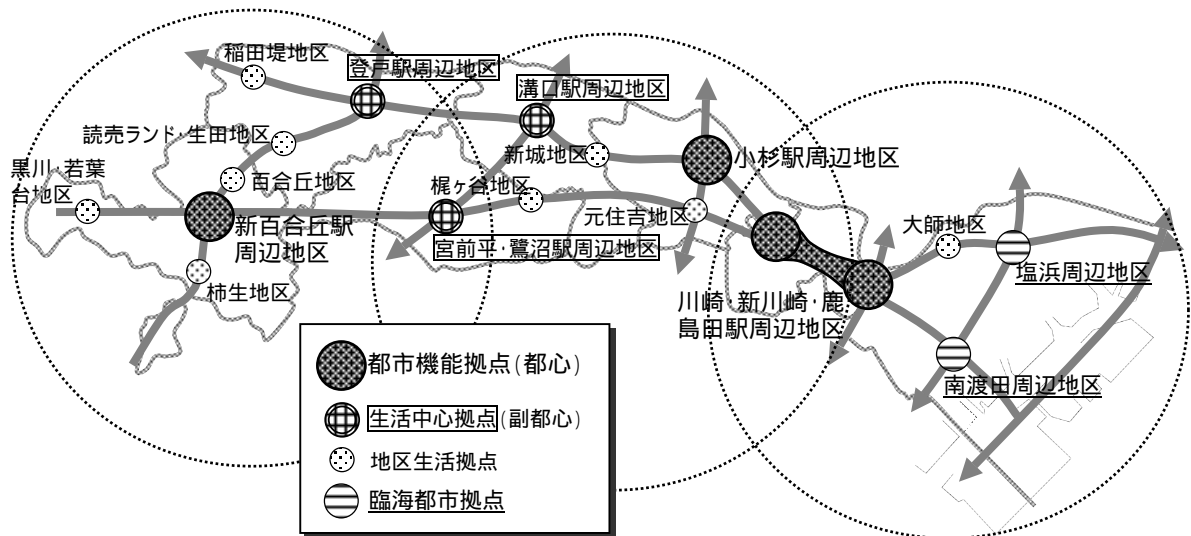 稲田堤地区
登戸駅周辺地区
溝口駅周辺地区
読売ランド・生田地区
新城地区
小杉駅周辺地区
黒川・若葉
台地区
百合丘地区
梶ヶ谷地区
元住吉地区
大師地区
新百合丘駅
周辺地区
宮前平・鷺沼駅周辺地区
塩浜周辺地区
柿生地区
川崎・新川崎・鹿
島田駅周辺地区
南渡田周辺地区
都市機能拠点(都心)
生活中心拠点(副都心)
地区生活拠点
臨海都市拠点